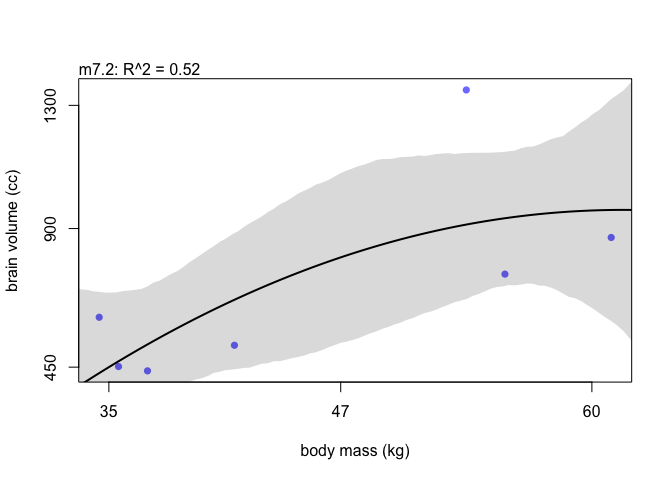 m7.2: R^2 = 0.52
1300
900
450
brain volume (cc)
35 47 60
body mass (kg)